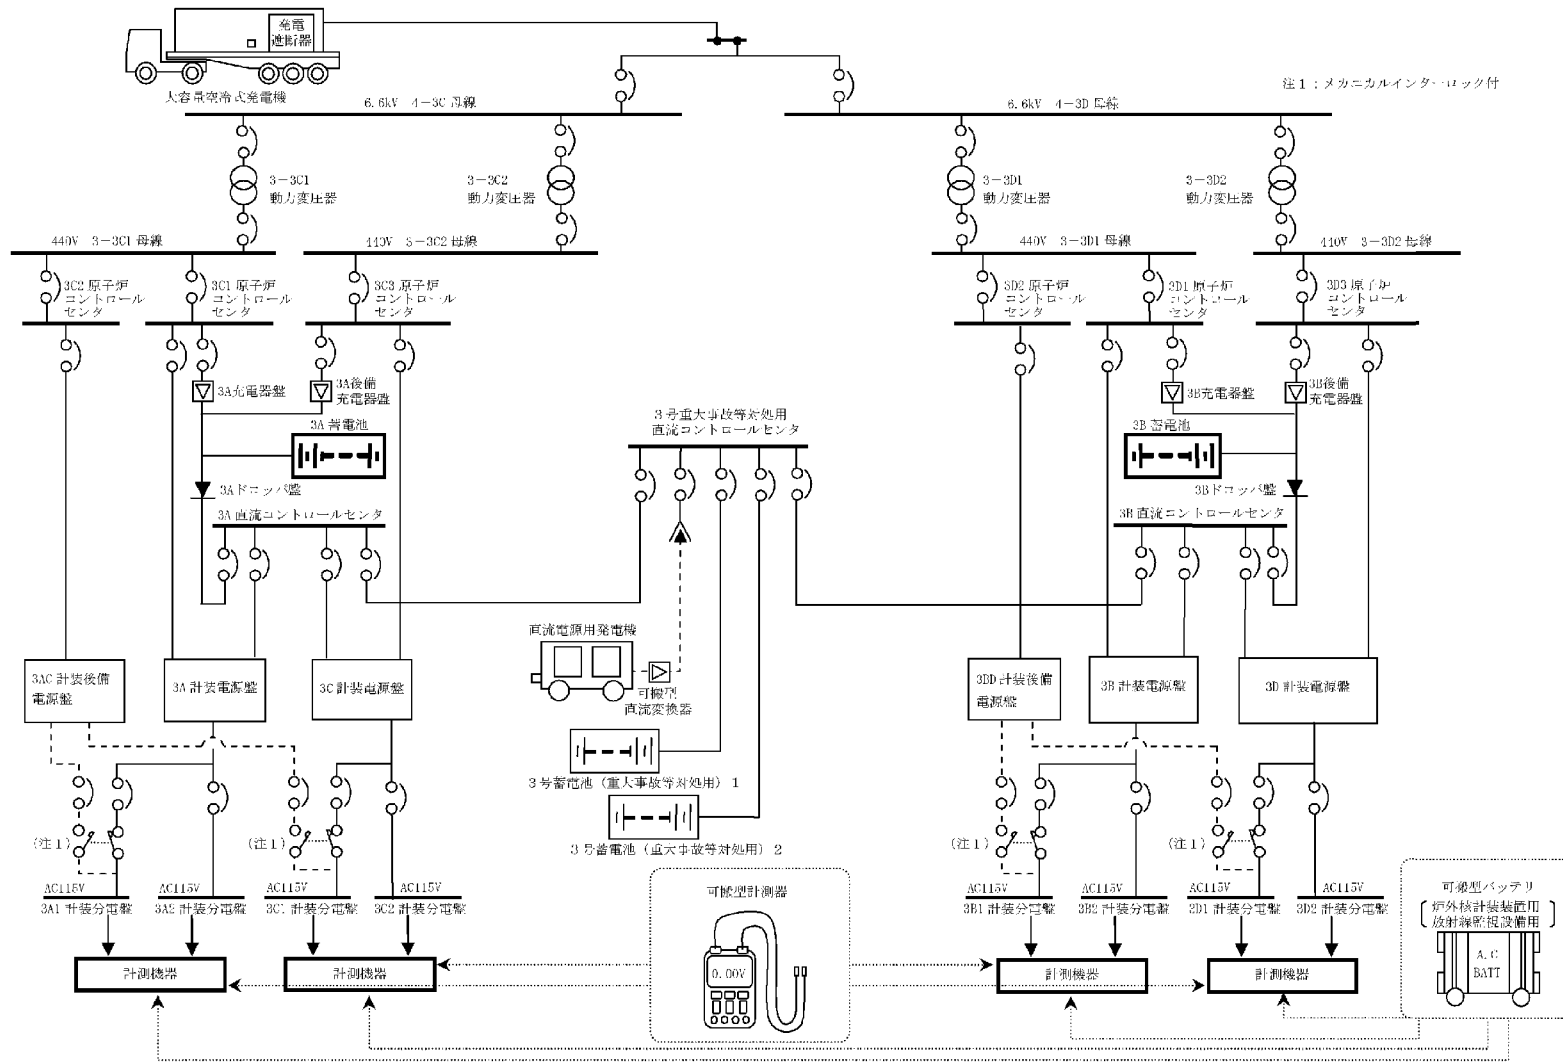 発電
遮断器
大容量空冷式発電機
注1：メカニカルインターロック付
6.6kV 4－3C 母線
6.6kV 4－3D 母線
3－3C1
動力変圧器
3－3C2
動力変圧器
3－3D1
動力変圧器
3－3D2
動力変圧器
440V 3－3C1 母線
440V 3－3C2 母線
440V 3－3D1 母線
440V 3－3D2 母線
3C2 原子炉
コントロール
センタ
3C1 原子炉
コントロール
センタ
3C3 原子炉
コントロール
センタ
3D2 原子炉
コントロール
センタ
3D1 原子炉
コントロール
センタ
3D3 原子炉
コントロール
センタ
3A充電器盤
3A後備
充電器盤
3B充電器盤
3B後備
充電器盤
3A 蓄電池
3号重大事故等対処用
直流コントロールセンタ
3B 蓄電池
3Aドロッパ盤
3Bドロッパ盤
3A 直流コントロールセンタ
3B 直流コントロールセンタ
直流電源用発電機
可搬型
直流変換器
3AC 計装後備
電源盤
3A 計装電源盤
3C 計装電源盤
3BD 計装後備
電源盤
3B 計装電源盤
3D 計装電源盤
3号蓄電池（重大事故等対処用）1
3号蓄電池（重大事故等対処用）2
(注1)
(注1)
(注1)
(注1)
AC115V
AC115V
AC115V
AC115V
AC115V
AC115V
AC115V
AC115V
3A1 計装分電盤
3A2 計装分電盤
3C1 計装分電盤
3C2 計装分電盤
3B1 計装分電盤
3B2 計装分電盤
3D1 計装分電盤
3D2 計装分電盤
可搬型計測器
0.00V
可搬型バッテリ
炉外核計装装置用
放射線監視設備用
A.C
BATT
計測機器
計測機器
計測機器
計測機器